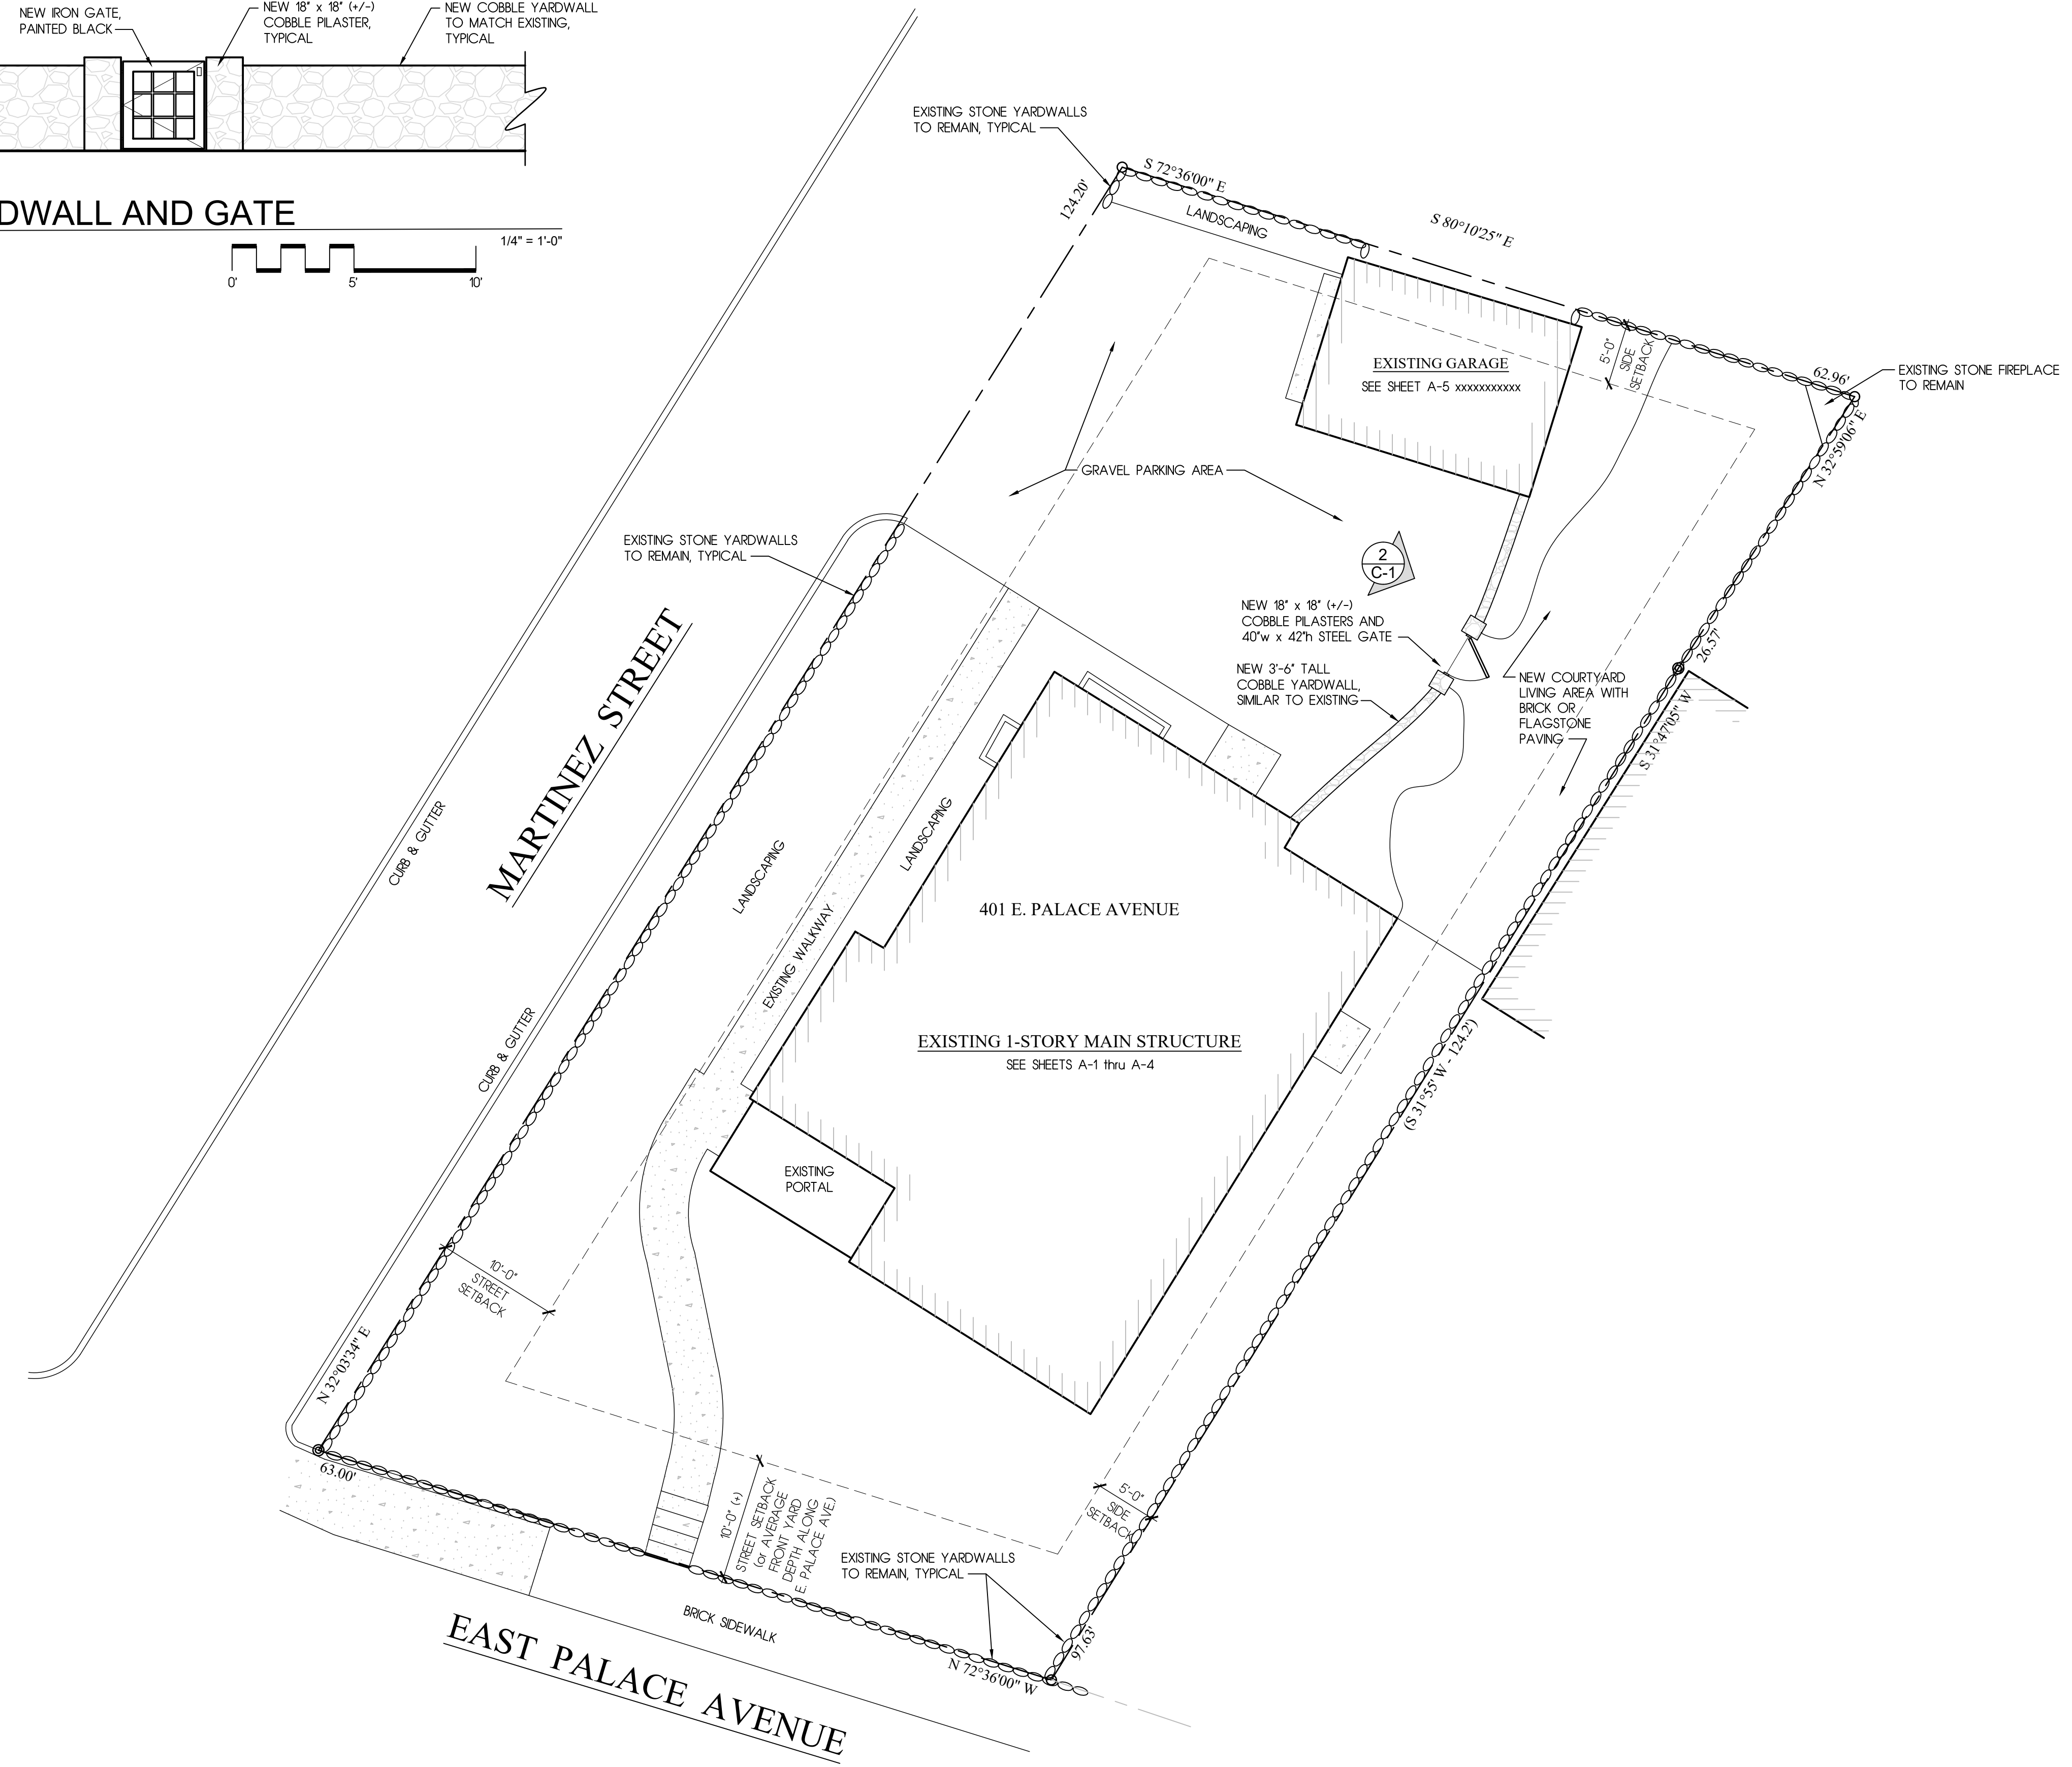 NEW IRON GATE,
PAINTED BLACK
NEW 18" x 18" (+/-)
COBBLE PILASTER,
TYPICAL
NEW COBBLE YARDWALL
TO MATCH EXISTING,
TYPICAL
DWALL AND GATE
1/4" = 1'-0"
0'
5'
10'
EXISTING STONE YARDWALLS
TO REMAIN, TYPICAL
124.20'
S 72°36'00" E
LANDSCAPING
S 80°10'25" E
EXISTING GARAGE
SEE SHEET A-5 xxxxxxxxxxx
5'-0"
SIDE
SETBACK
62.96'
EXISTING STONE FIREPLACE
TO REMAIN
N 32°59'06" E
GRAVEL PARKING AREA
EXISTING STONE YARDWALLS
TO REMAIN, TYPICAL
2
C-1
NEW 18" x 18" (+/-)
COBBLE PILASTERS AND
40"w x 42"h STEEL GATE
NEW 3'-6" TALL
COBBLE YARDWALL,
SIMILAR TO EXISTING
26.57'
NEW COURTYARD
LIVING AREA WITH
BRICK OR
FLAGSTONE
PAVING
S 31°47'05" W
MARTINEZ STREET
CURB & GUTTER
LANDSCAPING
LANDSCAPING
EXISTING WALKWAY
401 E. PALACE AVENUE
EXISTING 1-STORY MAIN STRUCTURE
SEE SHEETS A-1 thru A-4
CURB & GUTTER
(S 31°55' W - 124.2')
EXISTING
PORTAL
10'-0"
STREET
SETBACK
N 32°03'34" E
63.00'
10'-0" (+)
STREET SETBACK
(or AVERAGE
FRONT YARD
DEPTH ALONG
E. PALACE AVE.)
5'-0"
SIDE
SETBACK
EXISTING STONE YARDWALLS
TO REMAIN, TYPICAL
BRICK SIDEWALK
97.63'
N 72°36'00" W
EAST PALACE AVENUE